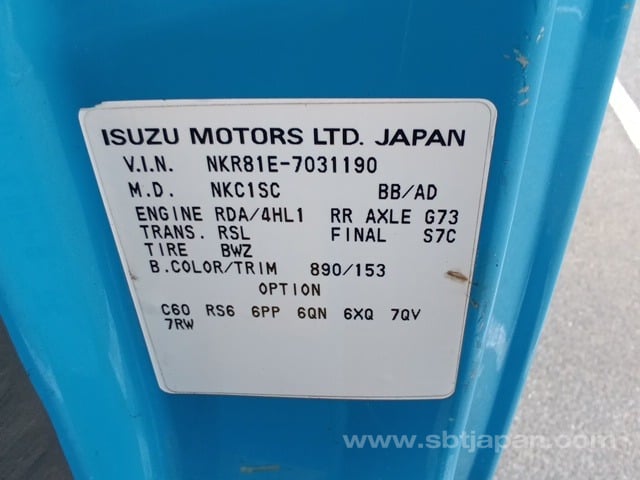 ISUZU MOTORS LTD. JAPAN
V.I.N. NKR81E-7031190
M.D. NKC1SC BB/AD
ENGINE RDA/4HL1 RR AXLE G73
TRANS. RSL FINAL S7C
TIRE BWZ
B.COLOR/TRIM 890/153
OPTION
C60 RS6 6PP 6QN 6XQ 7QV
7RW
www.sbtjapan.com